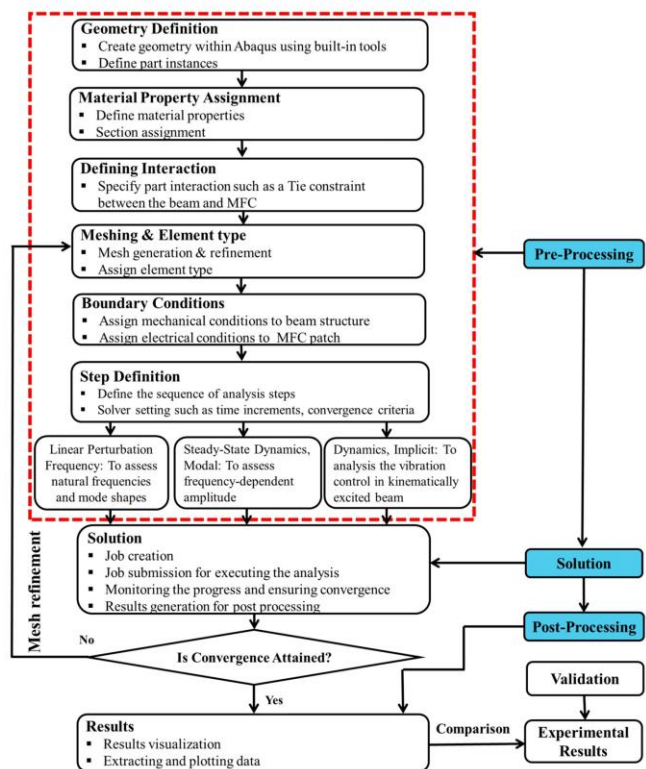 Geometry Definition
▪ Create geometry within Abaqus using built-in tools
▪ Define part instances
Material Property Assignment
▪ Define material properties
▪ Section assignment
Defining Interaction
▪ Specify part interaction such as a Tie constraint
between the beam and MFC
Meshing & Element type
▪ Mesh generation & refinement
▪ Assign element type
Pre-Processing
Boundary Conditions
▪ Assign mechanical conditions to beam structure
▪ Assign electrical conditions to MFC patch
Step Definition
▪ Define the sequence of analysis steps
▪ Solver setting such as time increments, convergence criteria
Linear Perturbation
Frequency: To assess
natural frequencies
and mode shapes
Steady-State Dynamics,
Modal: To assess
frequency-dependent
amplitude
Dynamics, Implicit: To
analysis the vibration
control in kinematically
excited beam
Solution
▪ Job creation
▪ Job submission for executing the analysis
▪ Monitoring the progress and ensuring convergence
▪ Results generation for post processing
Solution
Mesh refinement
No
Is Convergence Attained?
Post-Processing
Yes
Validation
Results
▪ Results visualization
▪ Extracting and plotting data
Comparison
Experimental
Results